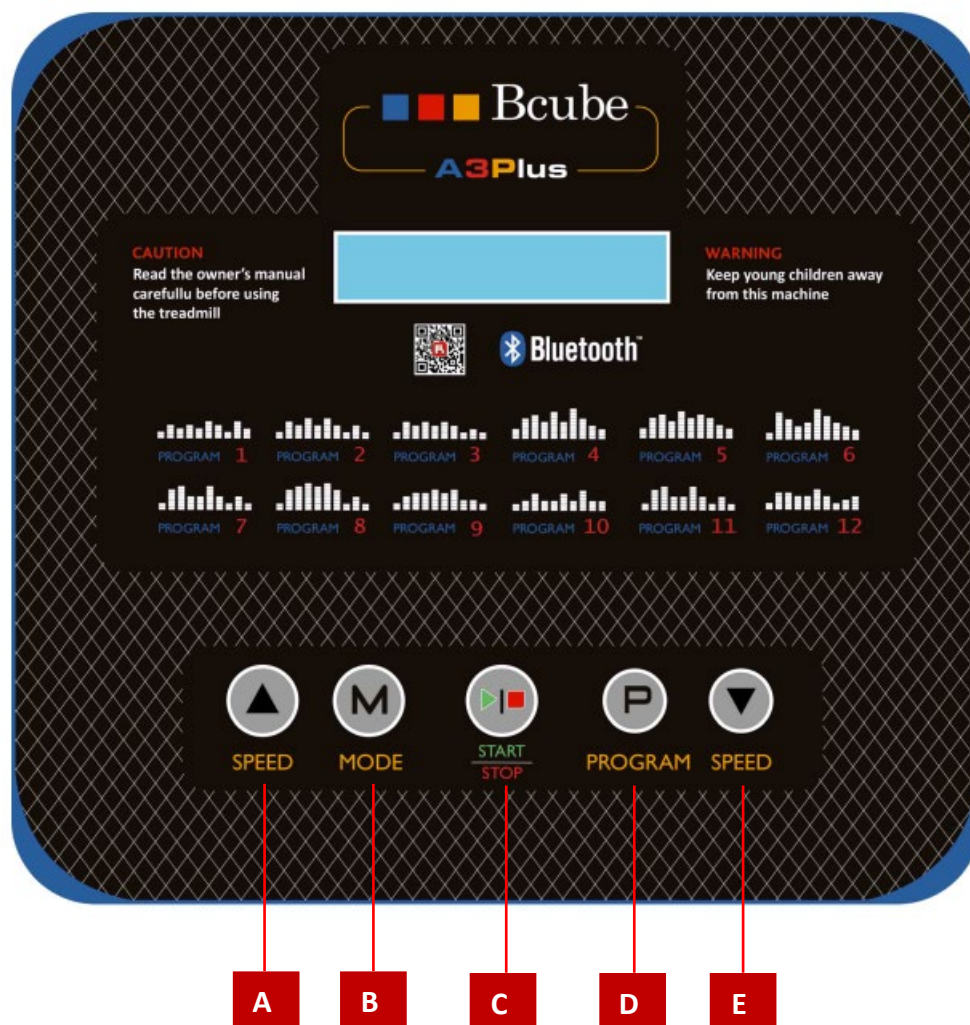 Bcube
A3Plus
CAUTION
Read the owner's manual
carefullu before using
the treadmill
WARNING
Keep young children away
from this machine
Bluetooth™
PROGRAM 1
PROGRAM 2
PROGRAM 3
PROGRAM 4
PROGRAM 5
PROGRAM 6
PROGRAM 7
PROGRAM 8
PROGRAM 9
PROGRAM 10
PROGRAM 11
PROGRAM 12
M
P
SPEED
MODE
START
STOP
PROGRAM
SPEED
A
B
C
D
E